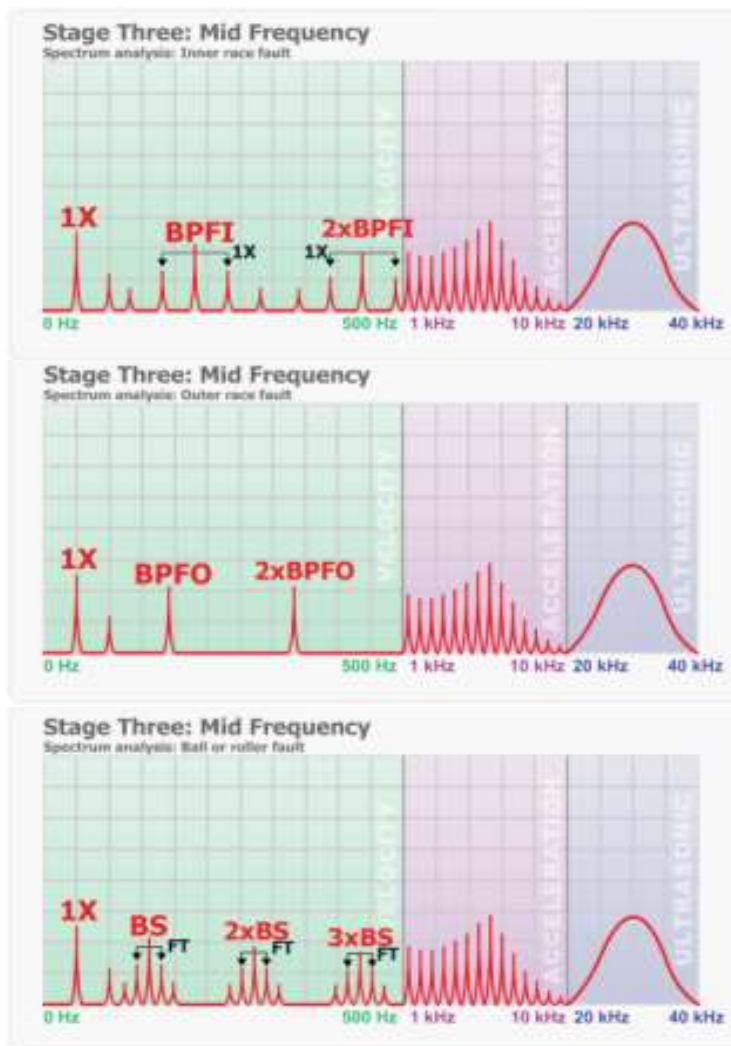 Stage Three: Mid Frequency
Spectrum analysis: Inner race fault
VELOCITY
ACCELERATION
ULTRASONIC
1X
BPFI
1X
1X
2xBPFI
0 Hz
500 Hz
1 kHz
10 kHz
20 kHz
40 kHz
Stage Three: Mid Frequency
Spectrum analysis: Outer race fault
VELOCITY
ACCELERATION
ULTRASONIC
1X
BPFO
2xBPFO
0 Hz
500 Hz
1 kHz
10 kHz
20 kHz
40 kHz
Stage Three: Mid Frequency
Spectrum analysis: Ball or roller fault
VELOCITY
ACCELERATION
ULTRASONIC
1X
BS
FT
2xBS
FT
3xBS
FT
0 Hz
500 Hz
1 kHz
10 kHz
20 kHz
40 kHz